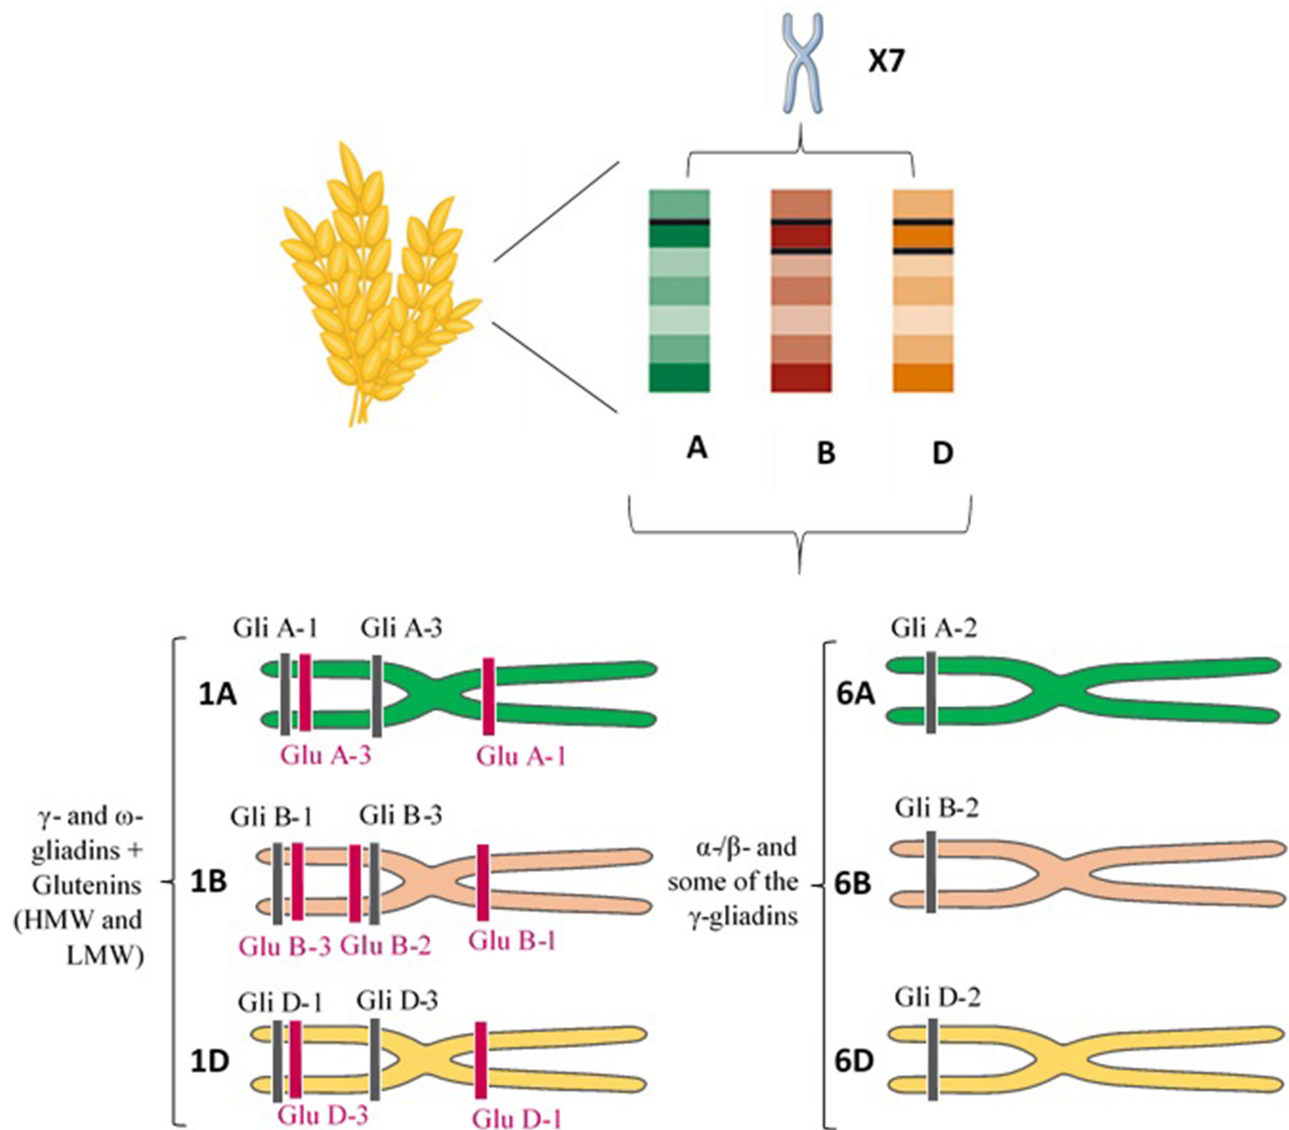 X7
A
B
D
Gli A-1
Gli A-3
1A
Glu A-3
Glu A-1
Gli B-1
Gli B-3
1B
Glu B-3
Glu B-2
Glu B-1
Gli D-1
Gli D-3
1D
Glu D-3
Glu D-1
γ- and ω-
gliadins +
Glutenins
(HMW and
LMW)
Gli A-2
6A
Gli B-2
6B
Gli D-2
6D
α-/β- and
some of the
γ-gliadins